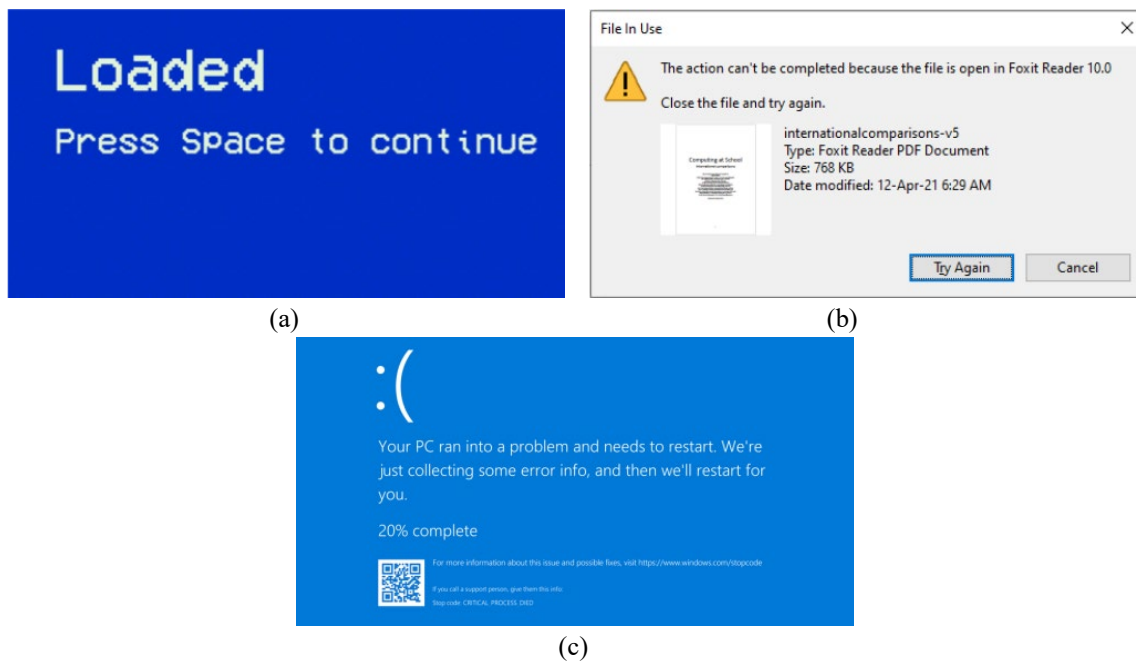 Loaded
Press Space to continue
(a)
File In Use
The action can't be completed because the file is open in Foxit Reader 10.0
Close the file and try again.
Computing at School
international comparisons
internationalcomparisons-v5
Type: Foxit Reader PDF Document
Size: 768 KB
Date modified: 12-Apr-21 6:29 AM
Try Again
Cancel
(b)
:(
Your PC ran into a problem and needs to restart. We're
just collecting some error info, and then we'll restart for
you.
20% complete
For more information about this issue and possible fixes, visit https://www.windows.com/stopcode
If you call a support person, give them this info:
Stop code: CRITICAL PROCESS DIED
(c)